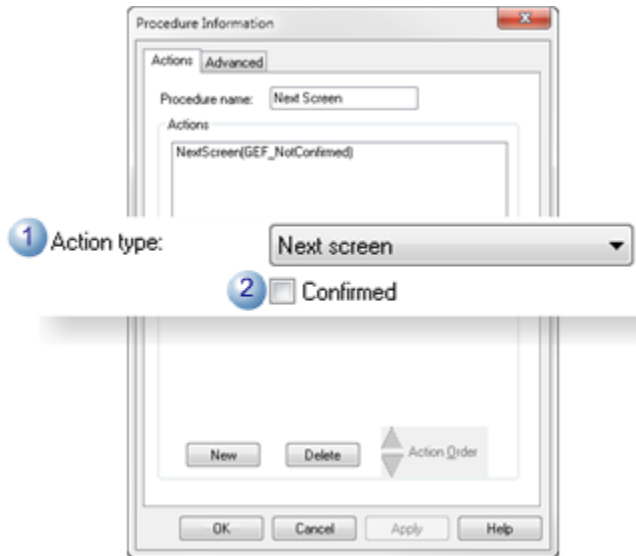 Procedure Information
Actions Advanced
Procedure name: Next Screen
Actions
NextScreen(GEF_NotConfirmed)
1 Action type: Next screen
2 Confirmed
New Delete Action Order
OK Cancel Apply Help